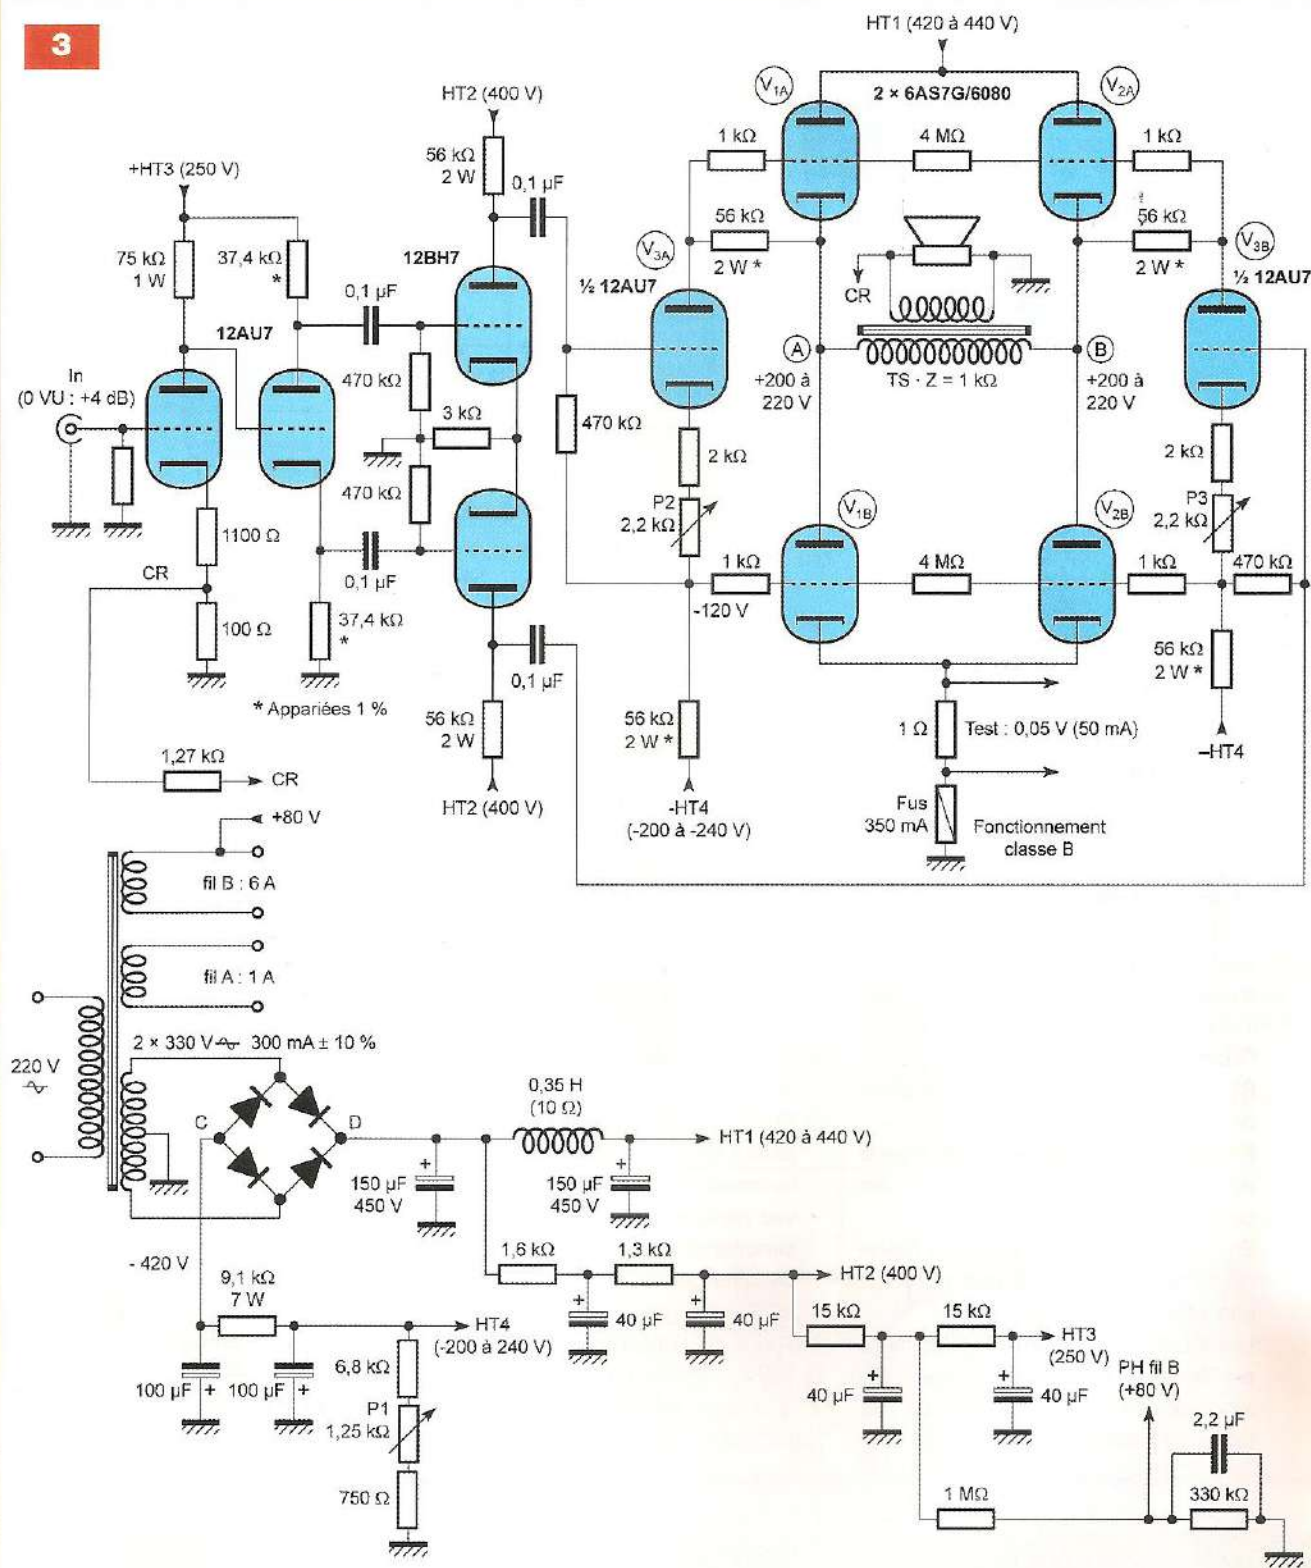 3
HT1 (420 à 440 V)
V1A
2 × 6AS7G/6080
V2A
HT2 (400 V)
1 kΩ
4 MΩ
1 kΩ
56 kΩ
2 W
0,1 µF
+HT3 (250 V)
56 kΩ
2 W *
56 kΩ
2 W *
V3A
V3B
75 kΩ
1 W
37,4 kΩ
*
12BH7
½ 12AU7
½ 12AU7
CR
0,1 µF
12AU7
In
(0 VU : +4 dB)
A
B
+200 à
220 V
TS · Z = 1 kΩ
+200 à
220 V
470 kΩ
3 kΩ
470 kΩ
470 kΩ
2 kΩ
2 kΩ
P2
2,2 kΩ
P3
2,2 kΩ
V1B
V2B
1100 Ω
CR
0,1 µF
1 kΩ
4 MΩ
1 kΩ
470 kΩ
-120 V
100 Ω
37,4 kΩ
*
0,1 µF
56 kΩ
2 W *
* Appariées 1 %
56 kΩ
2 W
56 kΩ
2 W *
1 Ω
Test : 0,05 V (50 mA)
–HT4
1,27 kΩ
CR
HT2 (400 V)
-HT4
(-200 à -240 V)
Fus
350 mA
Fonctionnement
classe B
+80 V
fil B : 6 A
fil A : 1 A
2 × 330 V 300 mA ± 10 %
220 V
C
D
0,35 H
(10 Ω)
HT1 (420 à 440 V)
+
150 µF
450 V
+
150 µF
450 V
- 420 V
1,6 kΩ
1,3 kΩ
HT2 (400 V)
9,1 kΩ
7 W
+
40 µF
+
40 µF
15 kΩ
15 kΩ
HT4
(-200 à 240 V)
HT3
(250 V)
100 µF
+
100 µF
+
6,8 kΩ
P1
1,25 kΩ
+
40 µF
+
40 µF
PH fil B
(+80 V)
2,2 µF
750 Ω
1 MΩ
330 kΩ